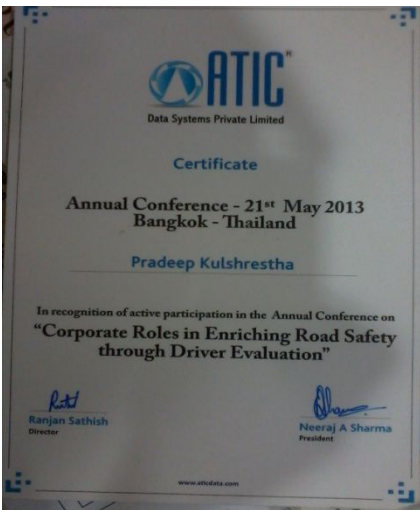 ATIC®
Data Systems Private Limited
Certificate
Annual Conference - 21st May 2013
Bangkok - Thailand
Pradeep Kulshrestha
In recognition of active participation in the Annual Conference on
“Corporate Roles in Enriching Road Safety
through Driver Evaluation”
Ranjan Sathish
Director
Neeraj A Sharma
President
www.aticdata.com